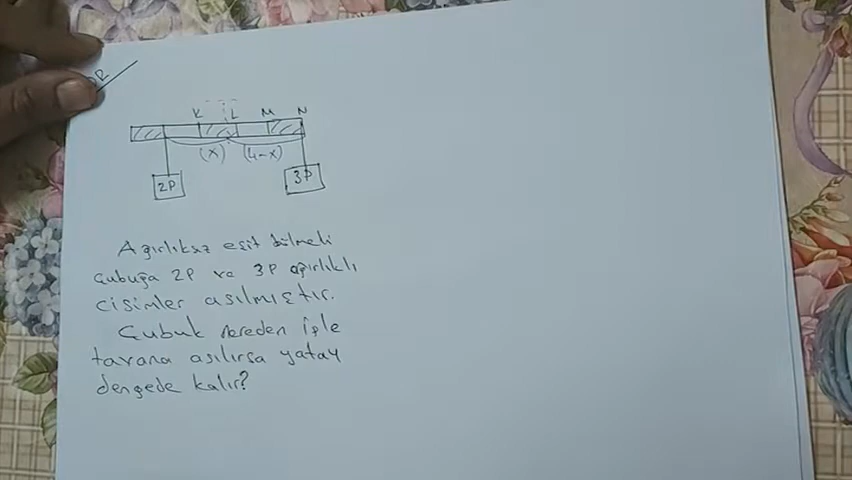 K L M N
(x) (4-x)
2P 3P
Ağırlıksız eşit bölmeli
çubuğa 2P ve 3P ağırlıklı
cisimler asılmıştır.
Çubuk nereden iple
tavana asılırsa yatay
dengede kalır?